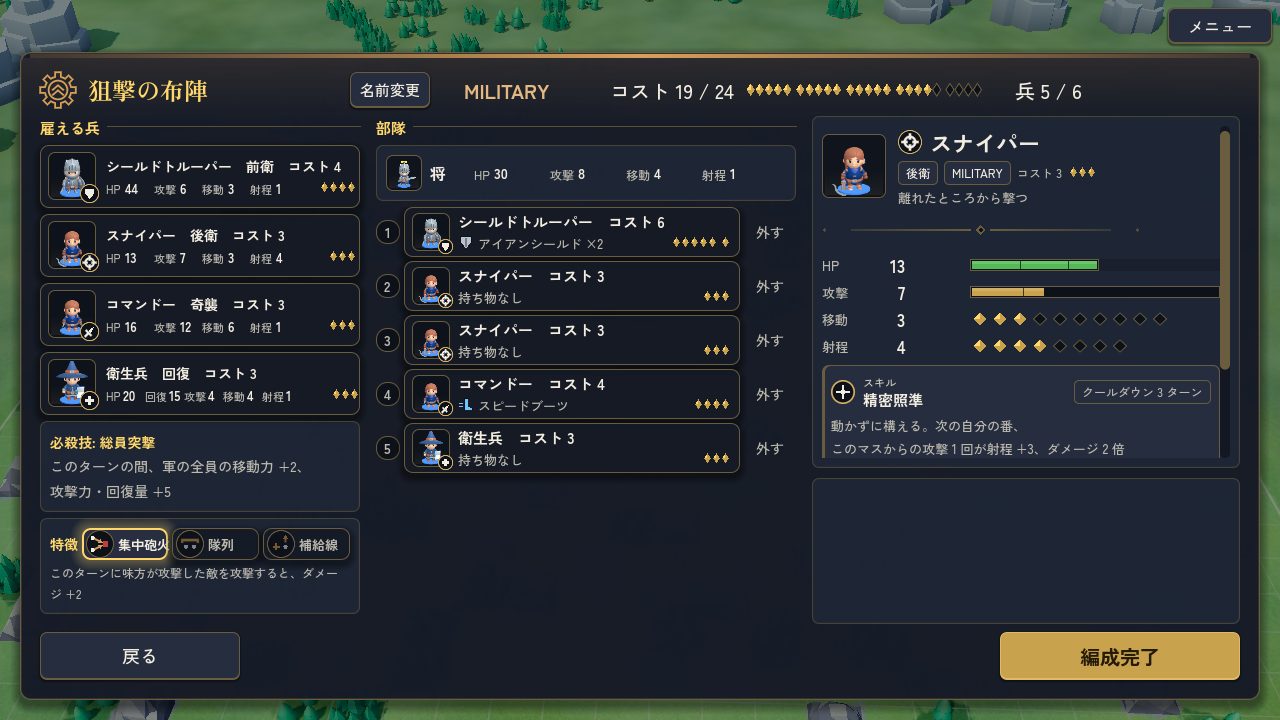 メニュー
狙撃の布陣
名前変更
MILITARY
コスト 19 / 24
兵 5 / 6
雇える兵
シールドトルーパー 前衛 コスト 4
HP 44 攻撃 6 移動 3 射程 1
スナイパー 後衛 コスト 3
HP 13 攻撃 7 移動 3 射程 4
コマンドー 奇襲 コスト 3
HP 16 攻撃 12 移動 6 射程 1
衛生兵 回復 コスト 3
HP 20 回復 15 攻撃 4 移動 4 射程 1
必殺技: 総員突撃
このターンの間、軍の全員の移動力 +2、
攻撃力・回復量 +5
特徴 集中砲火 隊列 補給線
このターンに味方が攻撃した敵を攻撃すると、ダメー
ジ +2
戻る
部隊
将 HP 30 攻撃 8 移動 4 射程 1
1 シールドトルーパー コスト 6 外す
アイアンシールド ×2
2 スナイパー コスト 3 外す
持ち物なし
3 スナイパー コスト 3 外す
持ち物なし
4 コマンドー コスト 4 外す
スピードブーツ
5 衛生兵 コスト 3 外す
持ち物なし
スナイパー
後衛 MILITARY コスト 3
離れたところから撃つ
HP 13
攻撃 7
移動 3
射程 4
スキル
精密照準
クールダウン 3 ターン
動かずに構える。次の自分の番、
このマスからの攻撃 1 回が射程 +3、ダメージ 2 倍
編成完了